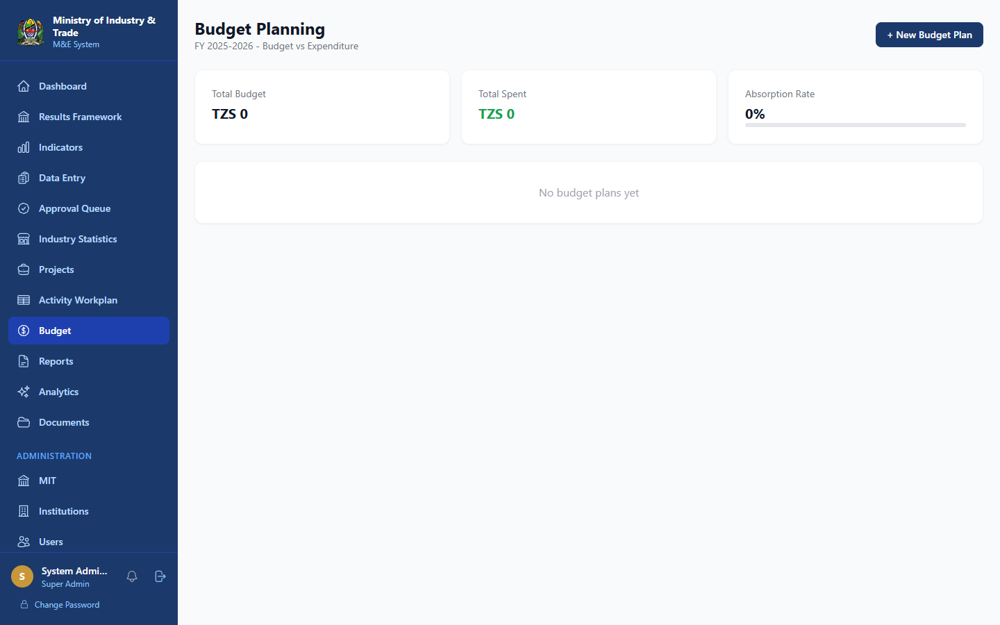 Ministry of Industry &
Trade
M&E System
Dashboard
Results Framework
Indicators
Data Entry
Approval Queue
Industry Statistics
Projects
Activity Workplan
Budget
Reports
Analytics
Documents
ADMINISTRATION
MIT
Institutions
Users
S
System Admi...
Super Admin
Change Password
Budget Planning
FY 2025-2026 - Budget vs Expenditure
+ New Budget Plan
Total Budget
TZS 0
Total Spent
TZS 0
Absorption Rate
0%
No budget plans yet